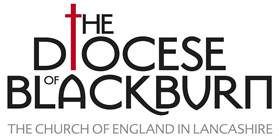 THE
DIOCESE
OF
BLACKBURN
THE CHURCH OF ENGLAND IN LANCASHIRE